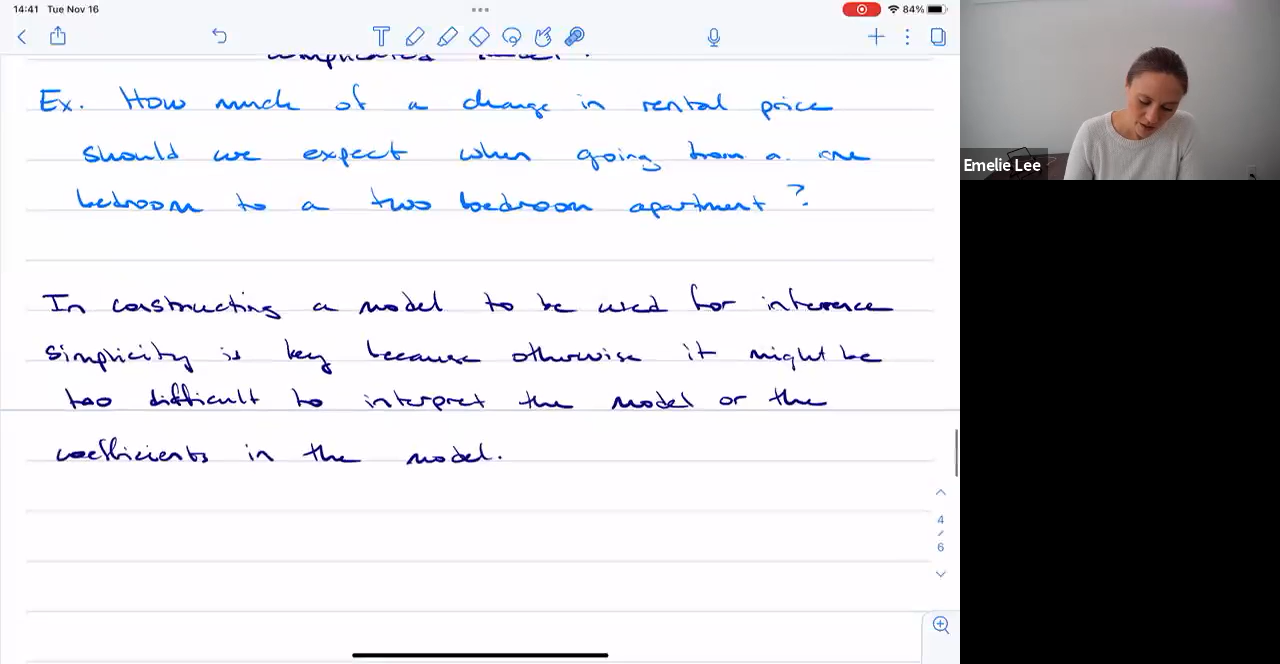 14:41 Tue Nov 16
84%
complicated model.
Ex. How much of a change in rental price
should we expect when going from a one
bedroom to a two bedroom apartment?
In constructing a model to be used for inference
simplicity is key because otherwise it might be
too difficult to interpret the model or the
coefficients in the model.
4
/
6
Emelie Lee